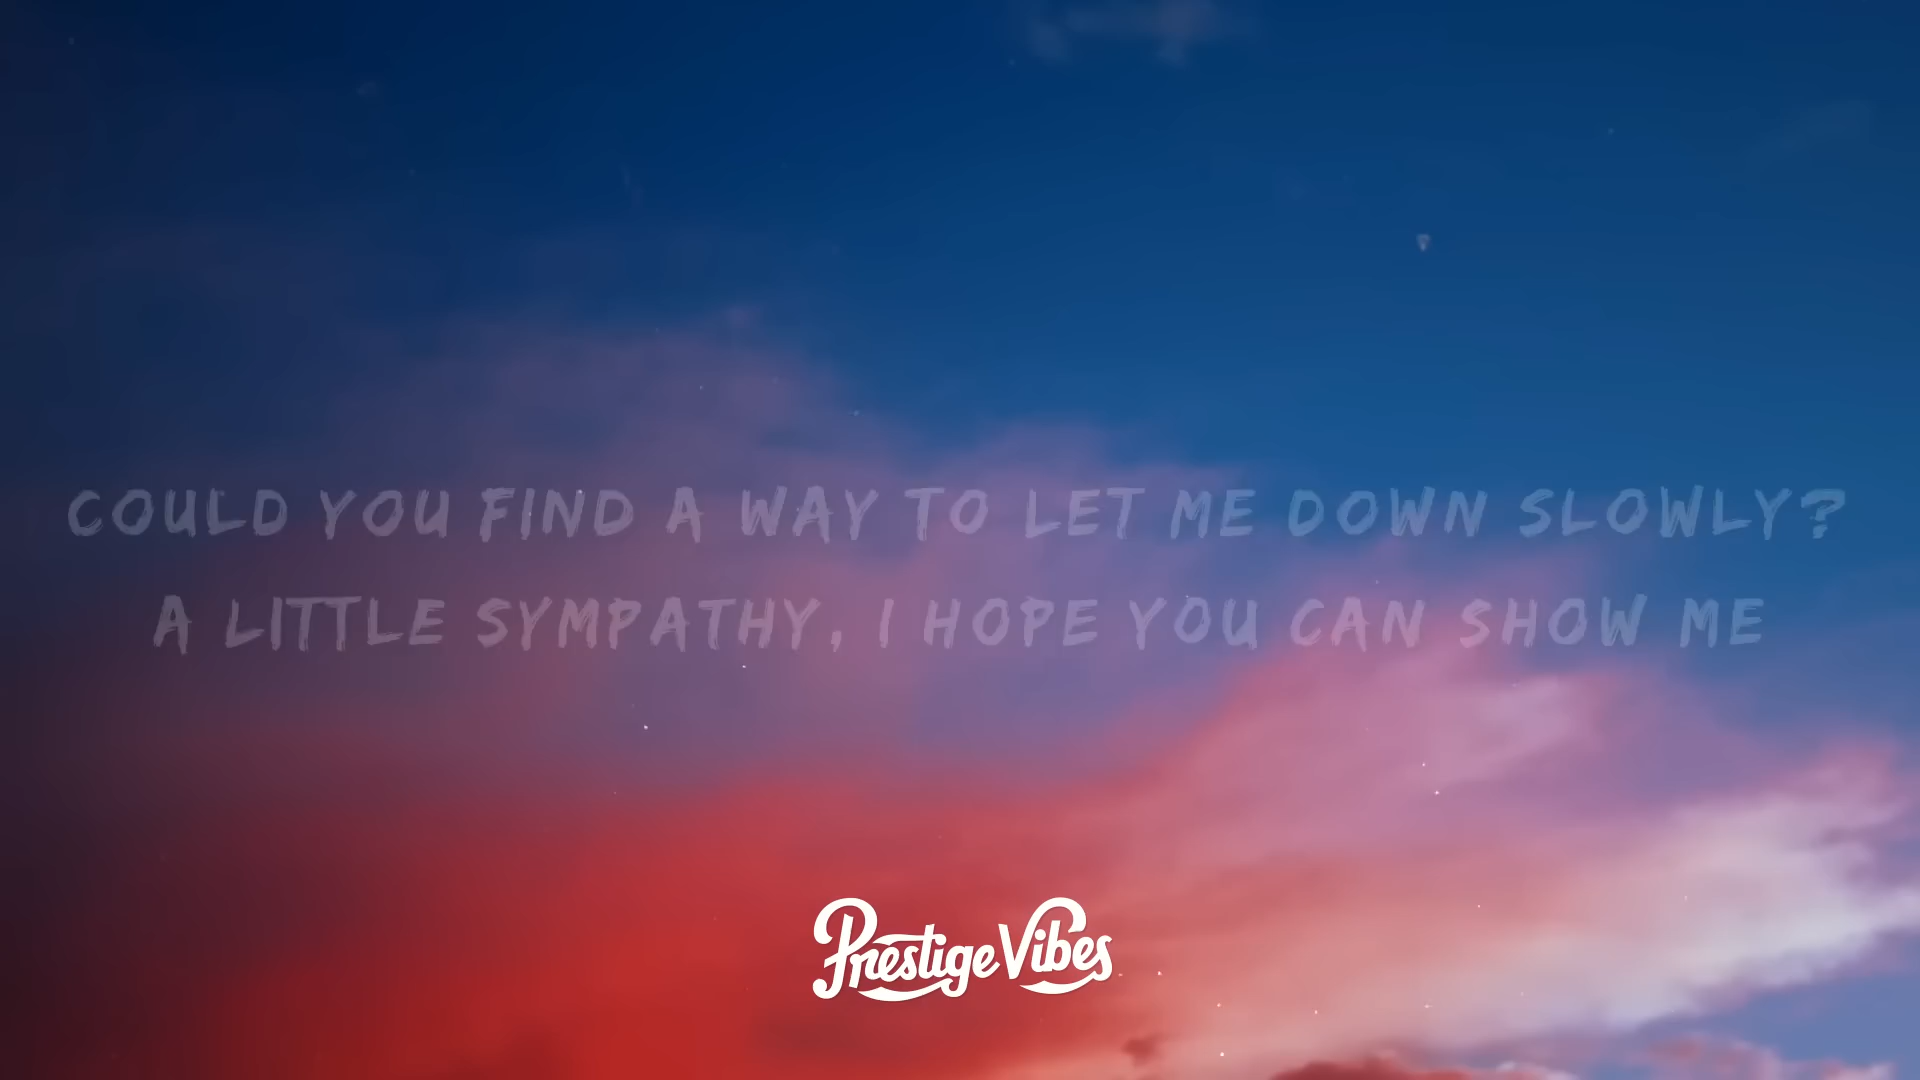 COULD YOU FIND A WAY TO LET ME DOWN SLOWLY?
A LITTLE SYMPATHY, I HOPE YOU CAN SHOW ME
Prestige Vibes